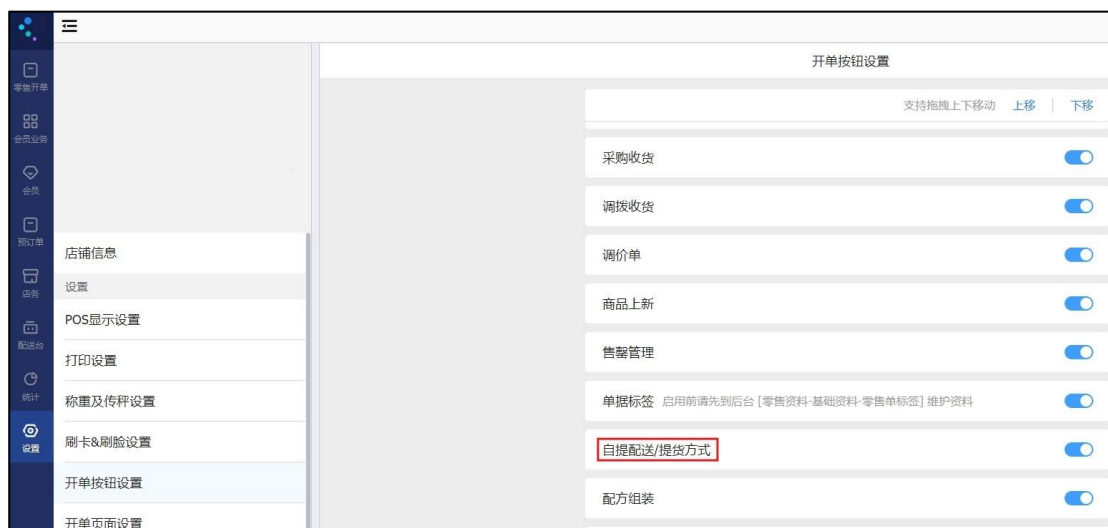 零售开单
会员业务
会员
预订单
店务
配送台
统计
设置
店铺信息
设置
POS显示设置
打印设置
称重及传秤设置
刷卡&刷脸设置
开单按钮设置
开单页面设置
开单按钮设置
支持拖拽上下移动 上移 下移
采购收货
调拨收货
调价单
商品上新
售罄管理
单据标签 启用前请先到后台 [零售资料-基础资料-零售单标签] 维护资料
自提配送/提货方式
配方组装